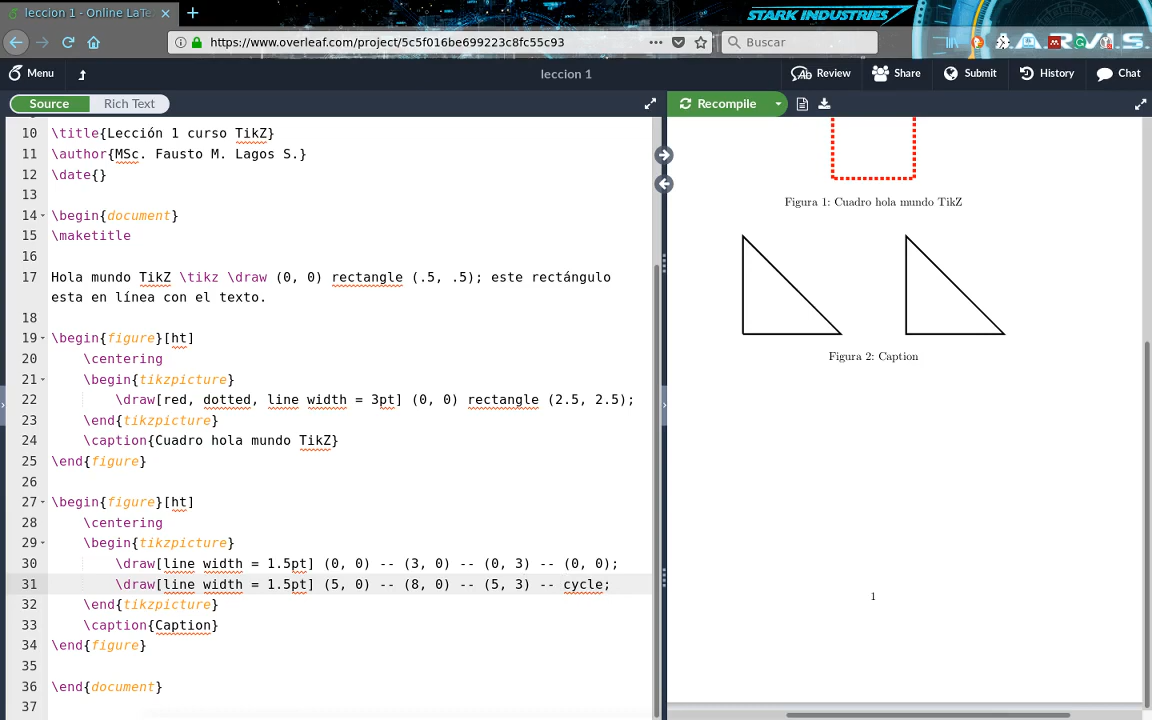 leccion 1 - Online LaTe
STARK INDUSTRIES
https://www.overleaf.com/project/5c5f016be699223c8fc55c93
Buscar
J.A.R.V.I.S.
Menu
leccion 1
Review
Share
Submit
History
Chat
Source
Rich Text
Recompile
10 \title{Lección 1 curso TikZ}
11 \author{MSc. Fausto M. Lagos S.}
12 \date{}
13
14 \begin{document}
15 \maketitle
16
17 Hola mundo TikZ \tikz \draw (0, 0) rectangle (.5, .5); este rectángulo
esta en línea con el texto.
18
19 \begin{figure}[ht]
20 \centering
21 \begin{tikzpicture}
22 \draw[red, dotted, line width = 3pt] (0, 0) rectangle (2.5, 2.5);
23 \end{tikzpicture}
24 \caption{Cuadro hola mundo TikZ}
25 \end{figure}
26
27 \begin{figure}[ht]
28 \centering
29 \begin{tikzpicture}
30 \draw[line width = 1.5pt] (0, 0) -- (3, 0) -- (0, 3) -- (0, 0);
31 \draw[line width = 1.5pt] (5, 0) -- (8, 0) -- (5, 3) -- cycle;
32 \end{tikzpicture}
33 \caption{Caption}
34 \end{figure}
35
36 \end{document}
37
Figura 1: Cuadro hola mundo TikZ
Figura 2: Caption
1